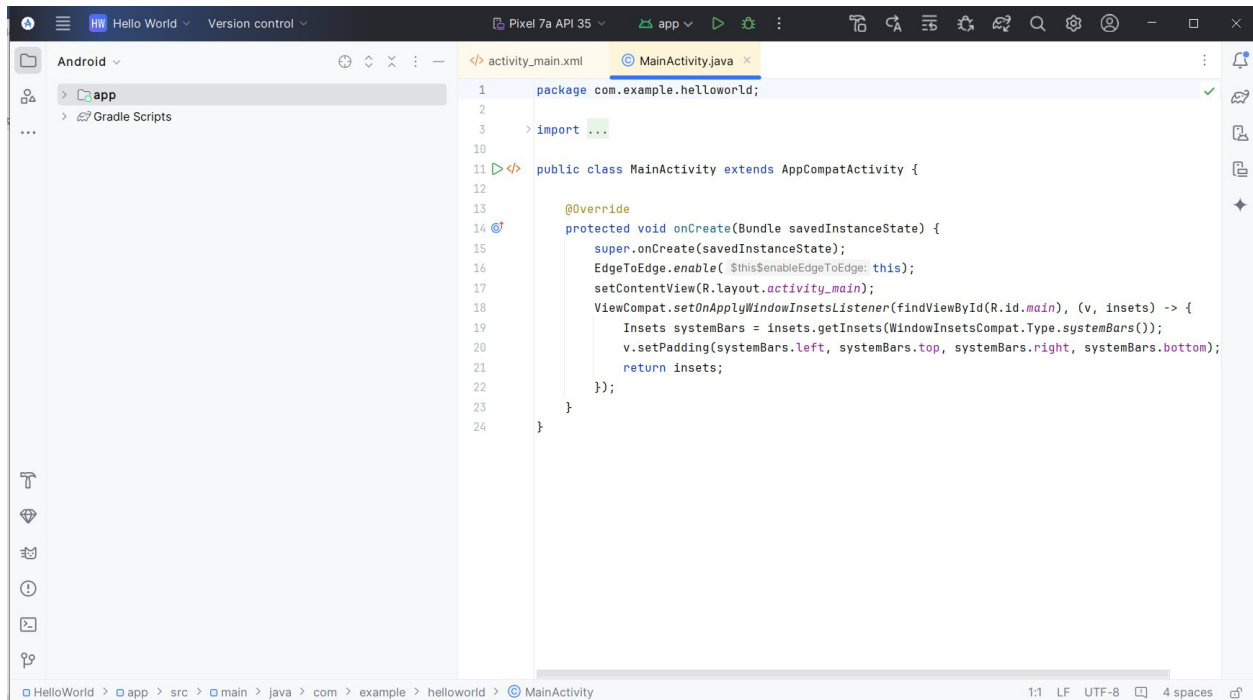 HW Hello World Version control Pixel 7a API 35 app
Android
app
Gradle Scripts
activity_main.xml MainActivity.java
1 package com.example.helloworld;
2
3 import ...
10
11 public class MainActivity extends AppCompatActivity {
12
13 @Override
14 protected void onCreate(Bundle savedInstanceState) {
15 super.onCreate(savedInstanceState);
16 EdgeToEdge.enable( $this$enableEdgeToEdge: this);
17 setContentView(R.layout.activity_main);
18 ViewCompat.setOnApplyWindowInsetsListener(findViewById(R.id.main), (v, insets) -> {
19 Insets systemBars = insets.getInsets(WindowInsetsCompat.Type.systemBars());
20 v.setPadding(systemBars.left, systemBars.top, systemBars.right, systemBars.bottom);
21 return insets;
22 });
23 }
24 }
HelloWorld > app > src > main > java > com > example > helloworld > MainActivity 1:1 LF UTF-8 4 spaces